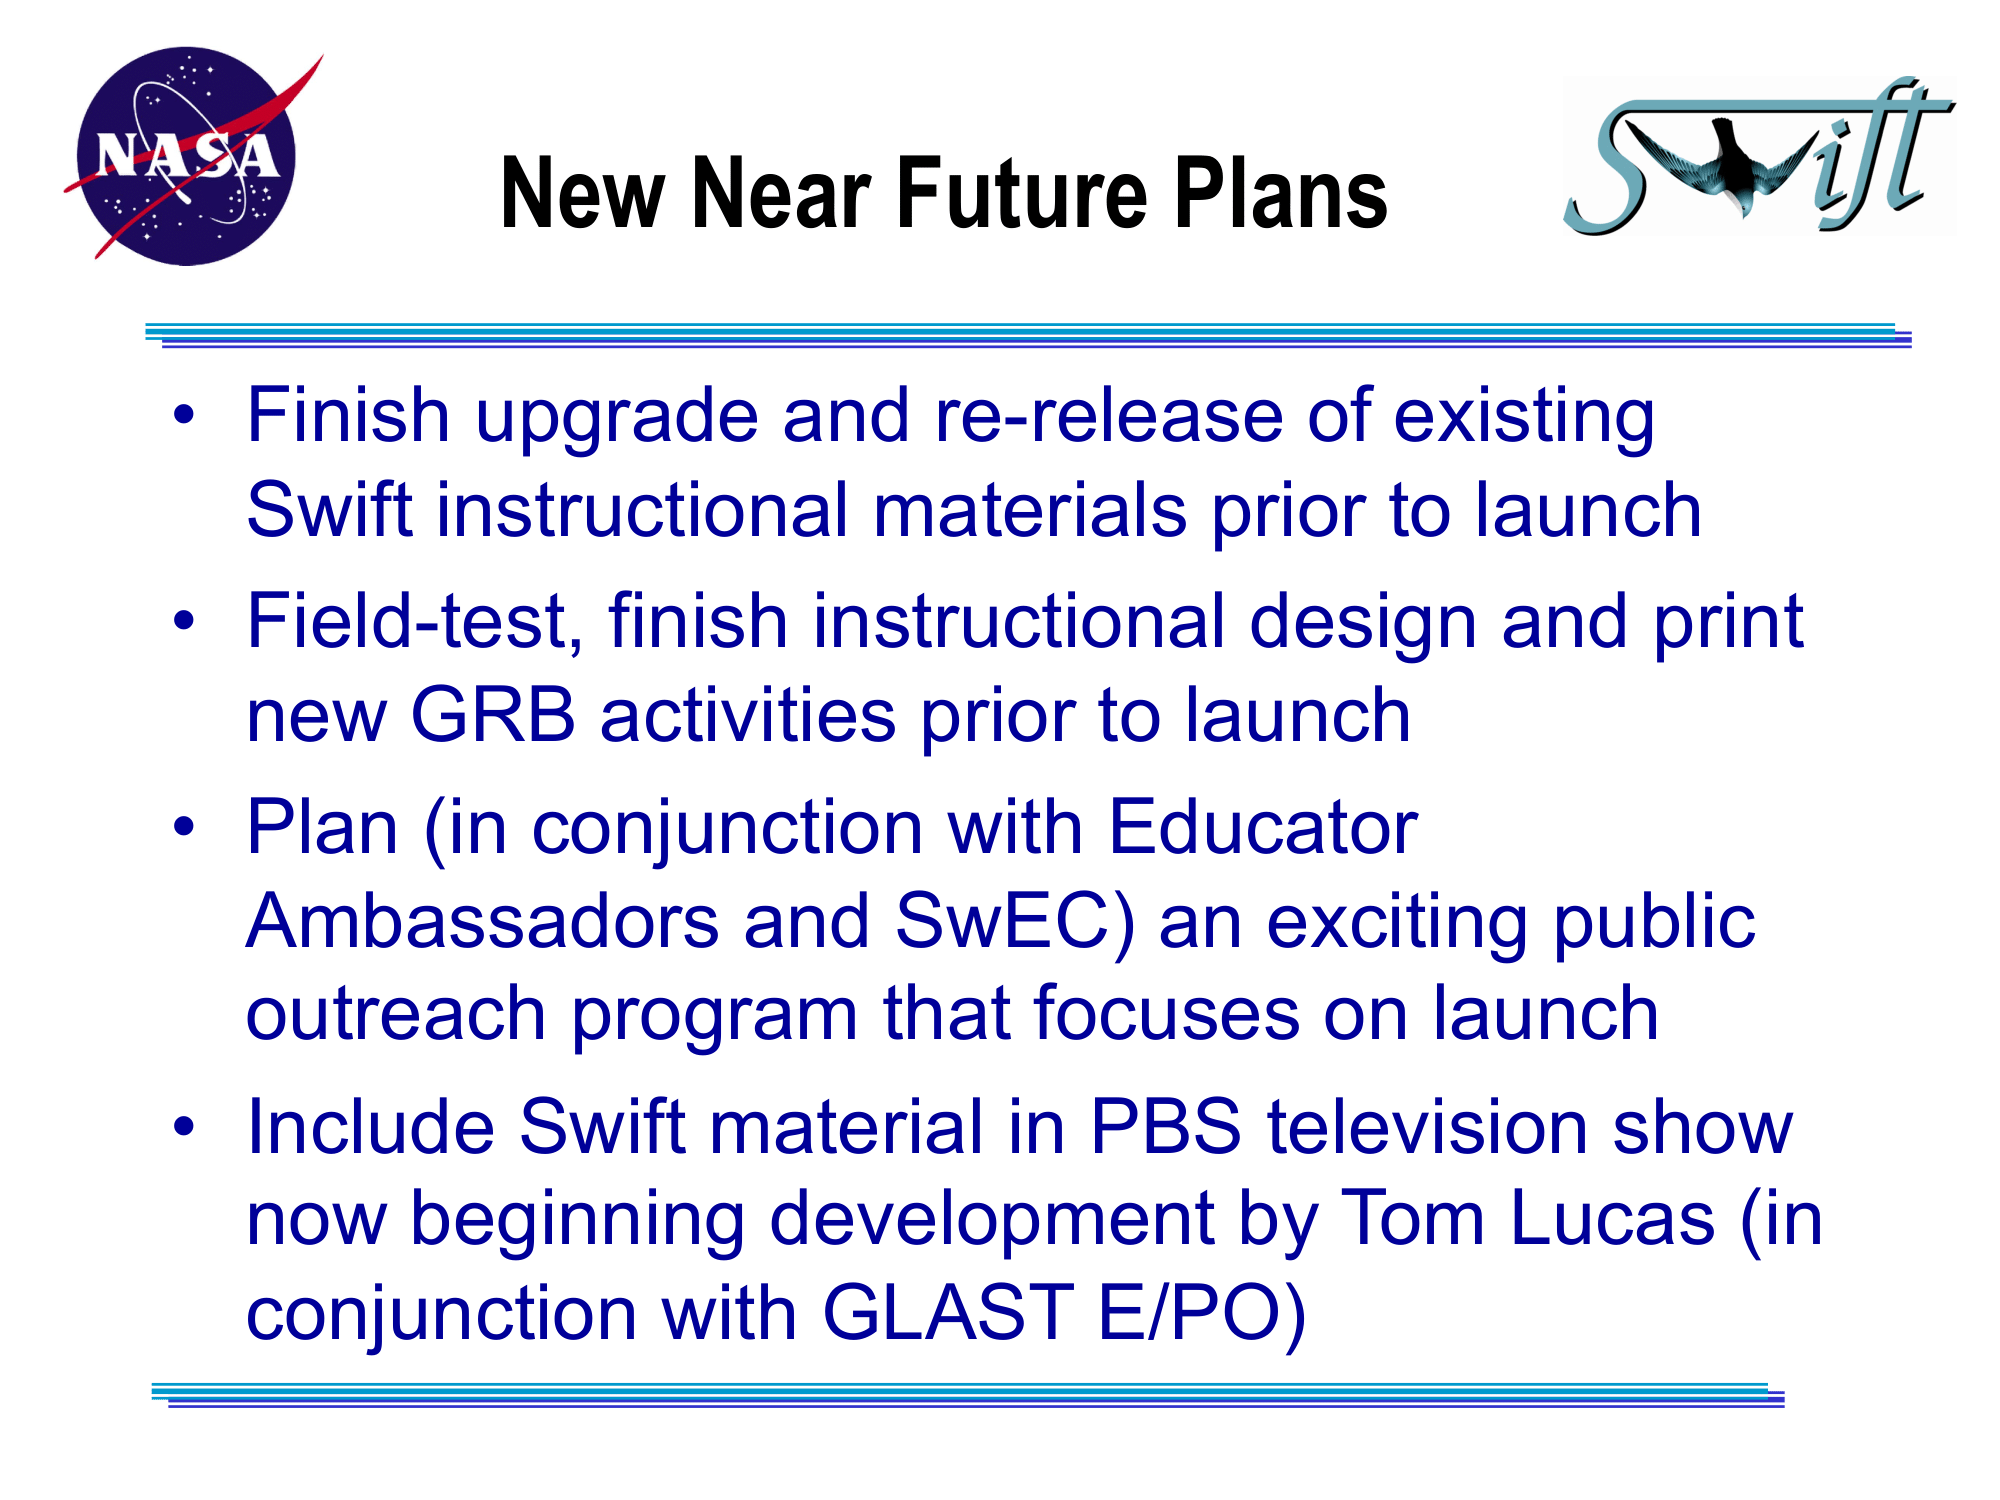 NASA
Swift
New Near Future Plans
• Finish upgrade and re-release of existing
Swift instructional materials prior to launch
• Field-test, finish instructional design and print
new GRB activities prior to launch
• Plan (in conjunction with Educator
Ambassadors and SwEC) an exciting public
outreach program that focuses on launch
• Include Swift material in PBS television show
now beginning development by Tom Lucas (in
conjunction with GLAST E/PO)